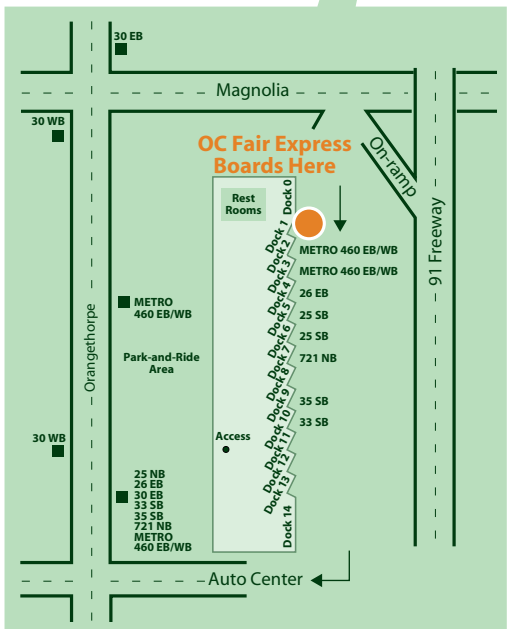 30 EB
Magnolia
30 WB
OC Fair Express
Boards Here
On-ramp
Rest
Rooms
Dock 0
Dock 1
Dock 2
METRO 460 EB/WB
Dock 3
METRO 460 EB/WB
Dock 4
26 EB
Dock 5
25 SB
Dock 6
25 SB
Dock 7
721 NB
Dock 8
Dock 9
35 SB
Dock 10
33 SB
Dock 11
Dock 12
Dock 13
Dock 14
91 Freeway
METRO
460 EB/WB
Orangethorpe
Park-and-Ride
Area
30 WB
Access
25 NB
26 EB
30 EB
33 SB
35 SB
721 NB
METRO
460 EB/WB
Auto Center